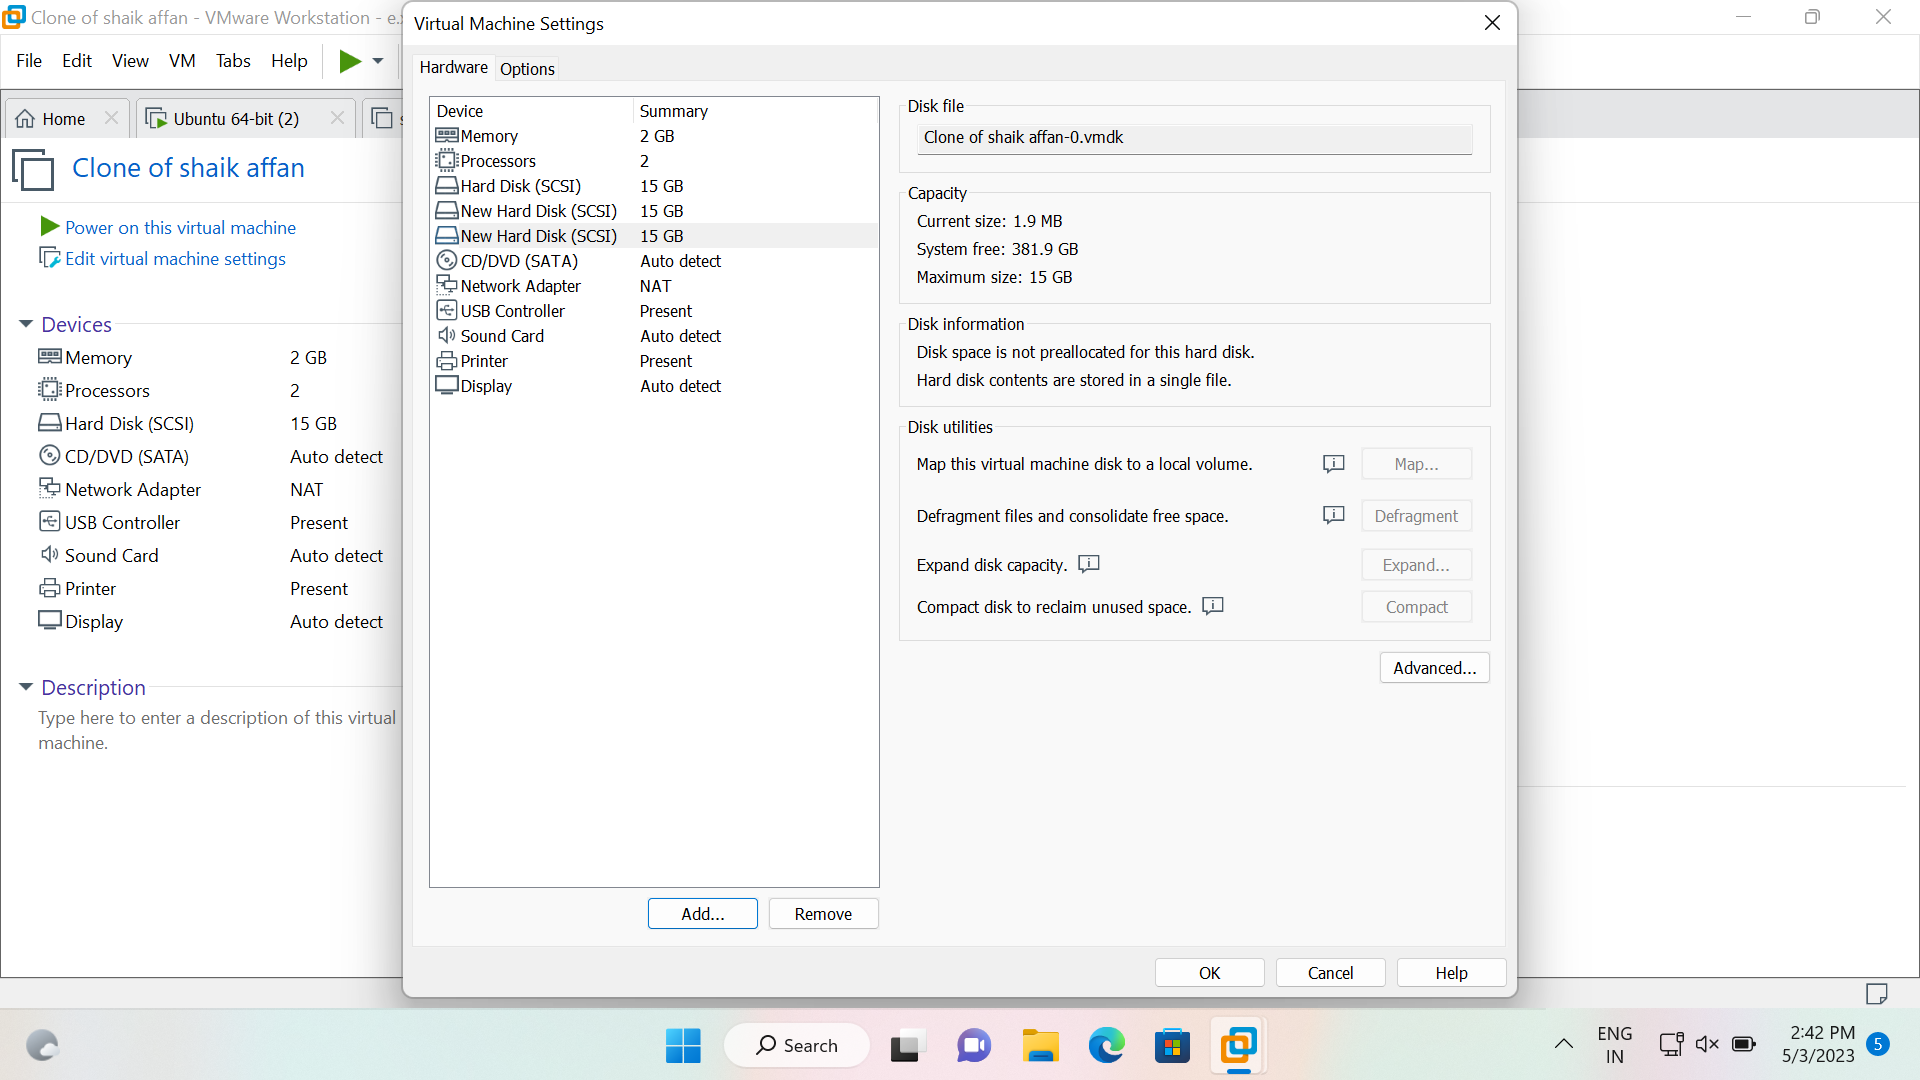 Clone of shaik affan - VMware Workstation - e.x
File Edit View VM Tabs Help
Home
Ubuntu 64-bit (2)
Clone of shaik affan
Power on this virtual machine
Edit virtual machine settings
Devices
Memory 2 GB
Processors 2
Hard Disk (SCSI) 15 GB
CD/DVD (SATA) Auto detect
Network Adapter NAT
USB Controller Present
Sound Card Auto detect
Printer Present
Display Auto detect
Description
Type here to enter a description of this virtual
machine.
Virtual Machine Settings
Hardware Options
Device Summary
Memory 2 GB
Processors 2
Hard Disk (SCSI) 15 GB
New Hard Disk (SCSI) 15 GB
New Hard Disk (SCSI) 15 GB
CD/DVD (SATA) Auto detect
Network Adapter NAT
USB Controller Present
Sound Card Auto detect
Printer Present
Display Auto detect
Add... Remove
Disk file
Clone of shaik affan-0.vmdk
Capacity
Current size: 1.9 MB
System free: 381.9 GB
Maximum size: 15 GB
Disk information
Disk space is not preallocated for this hard disk.
Hard disk contents are stored in a single file.
Disk utilities
Map this virtual machine disk to a local volume. Map...
Defragment files and consolidate free space. Defragment
Expand disk capacity. Expand...
Compact disk to reclaim unused space. Compact
Advanced...
OK Cancel Help
Search
ENG
IN
2:42 PM
5/3/2023
5